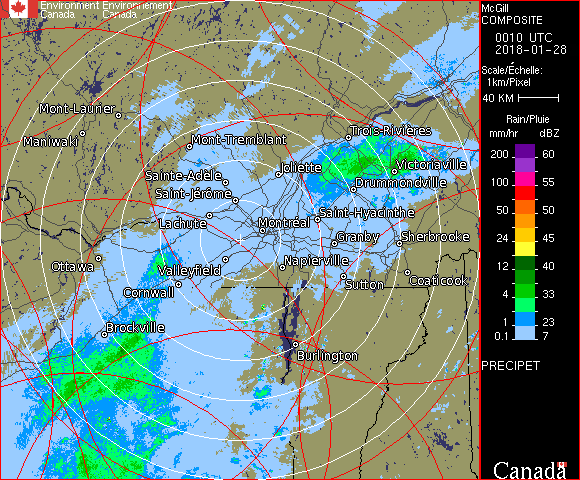 Environment Environnement
Canada Canada
McGill
COMPOSITE
0010 UTC
2018-01-28
Scale/Échelle:
1km/Pixel
40 KM
Rain/Pluie
mm/hr dBZ
200 60
100 55
50 50
24 45
12 40
4 33
1 23
0.1 7
PRECIPET
Mont-Laurier
Maniwaki
Mont-Tremblant
Trois-Rivières
Joliette
Victoriaville
Sainte-Adèle
Drummondville
Saint-Jérôme
Saint-Hyacinthe
Lachute
Montréal
Granby
Sherbrooke
Ottawa
Valleyfield
Napierville
Cornwall
Sutton
Coaticook
Brockville
Burlington
Canada